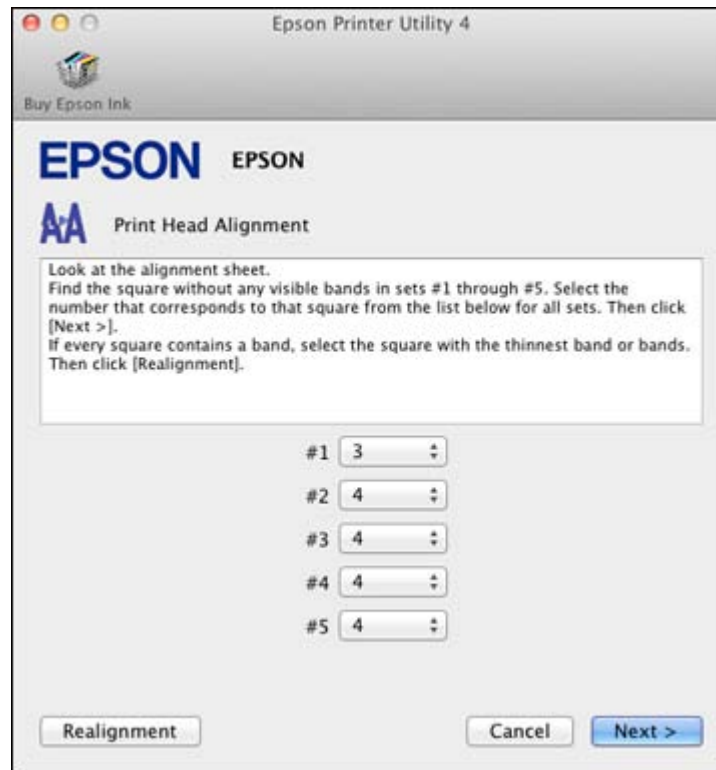 Epson Printer Utility 4
Buy Epson Ink
EPSON EPSON
Print Head Alignment
Look at the alignment sheet.
Find the square without any visible bands in sets #1 through #5. Select the
number that corresponds to that square from the list below for all sets. Then click
[Next >].
If every square contains a band, select the square with the thinnest band or bands.
Then click [Realignment].
#1 3
#2 4
#3 4
#4 4
#5 4
Realignment Cancel Next >